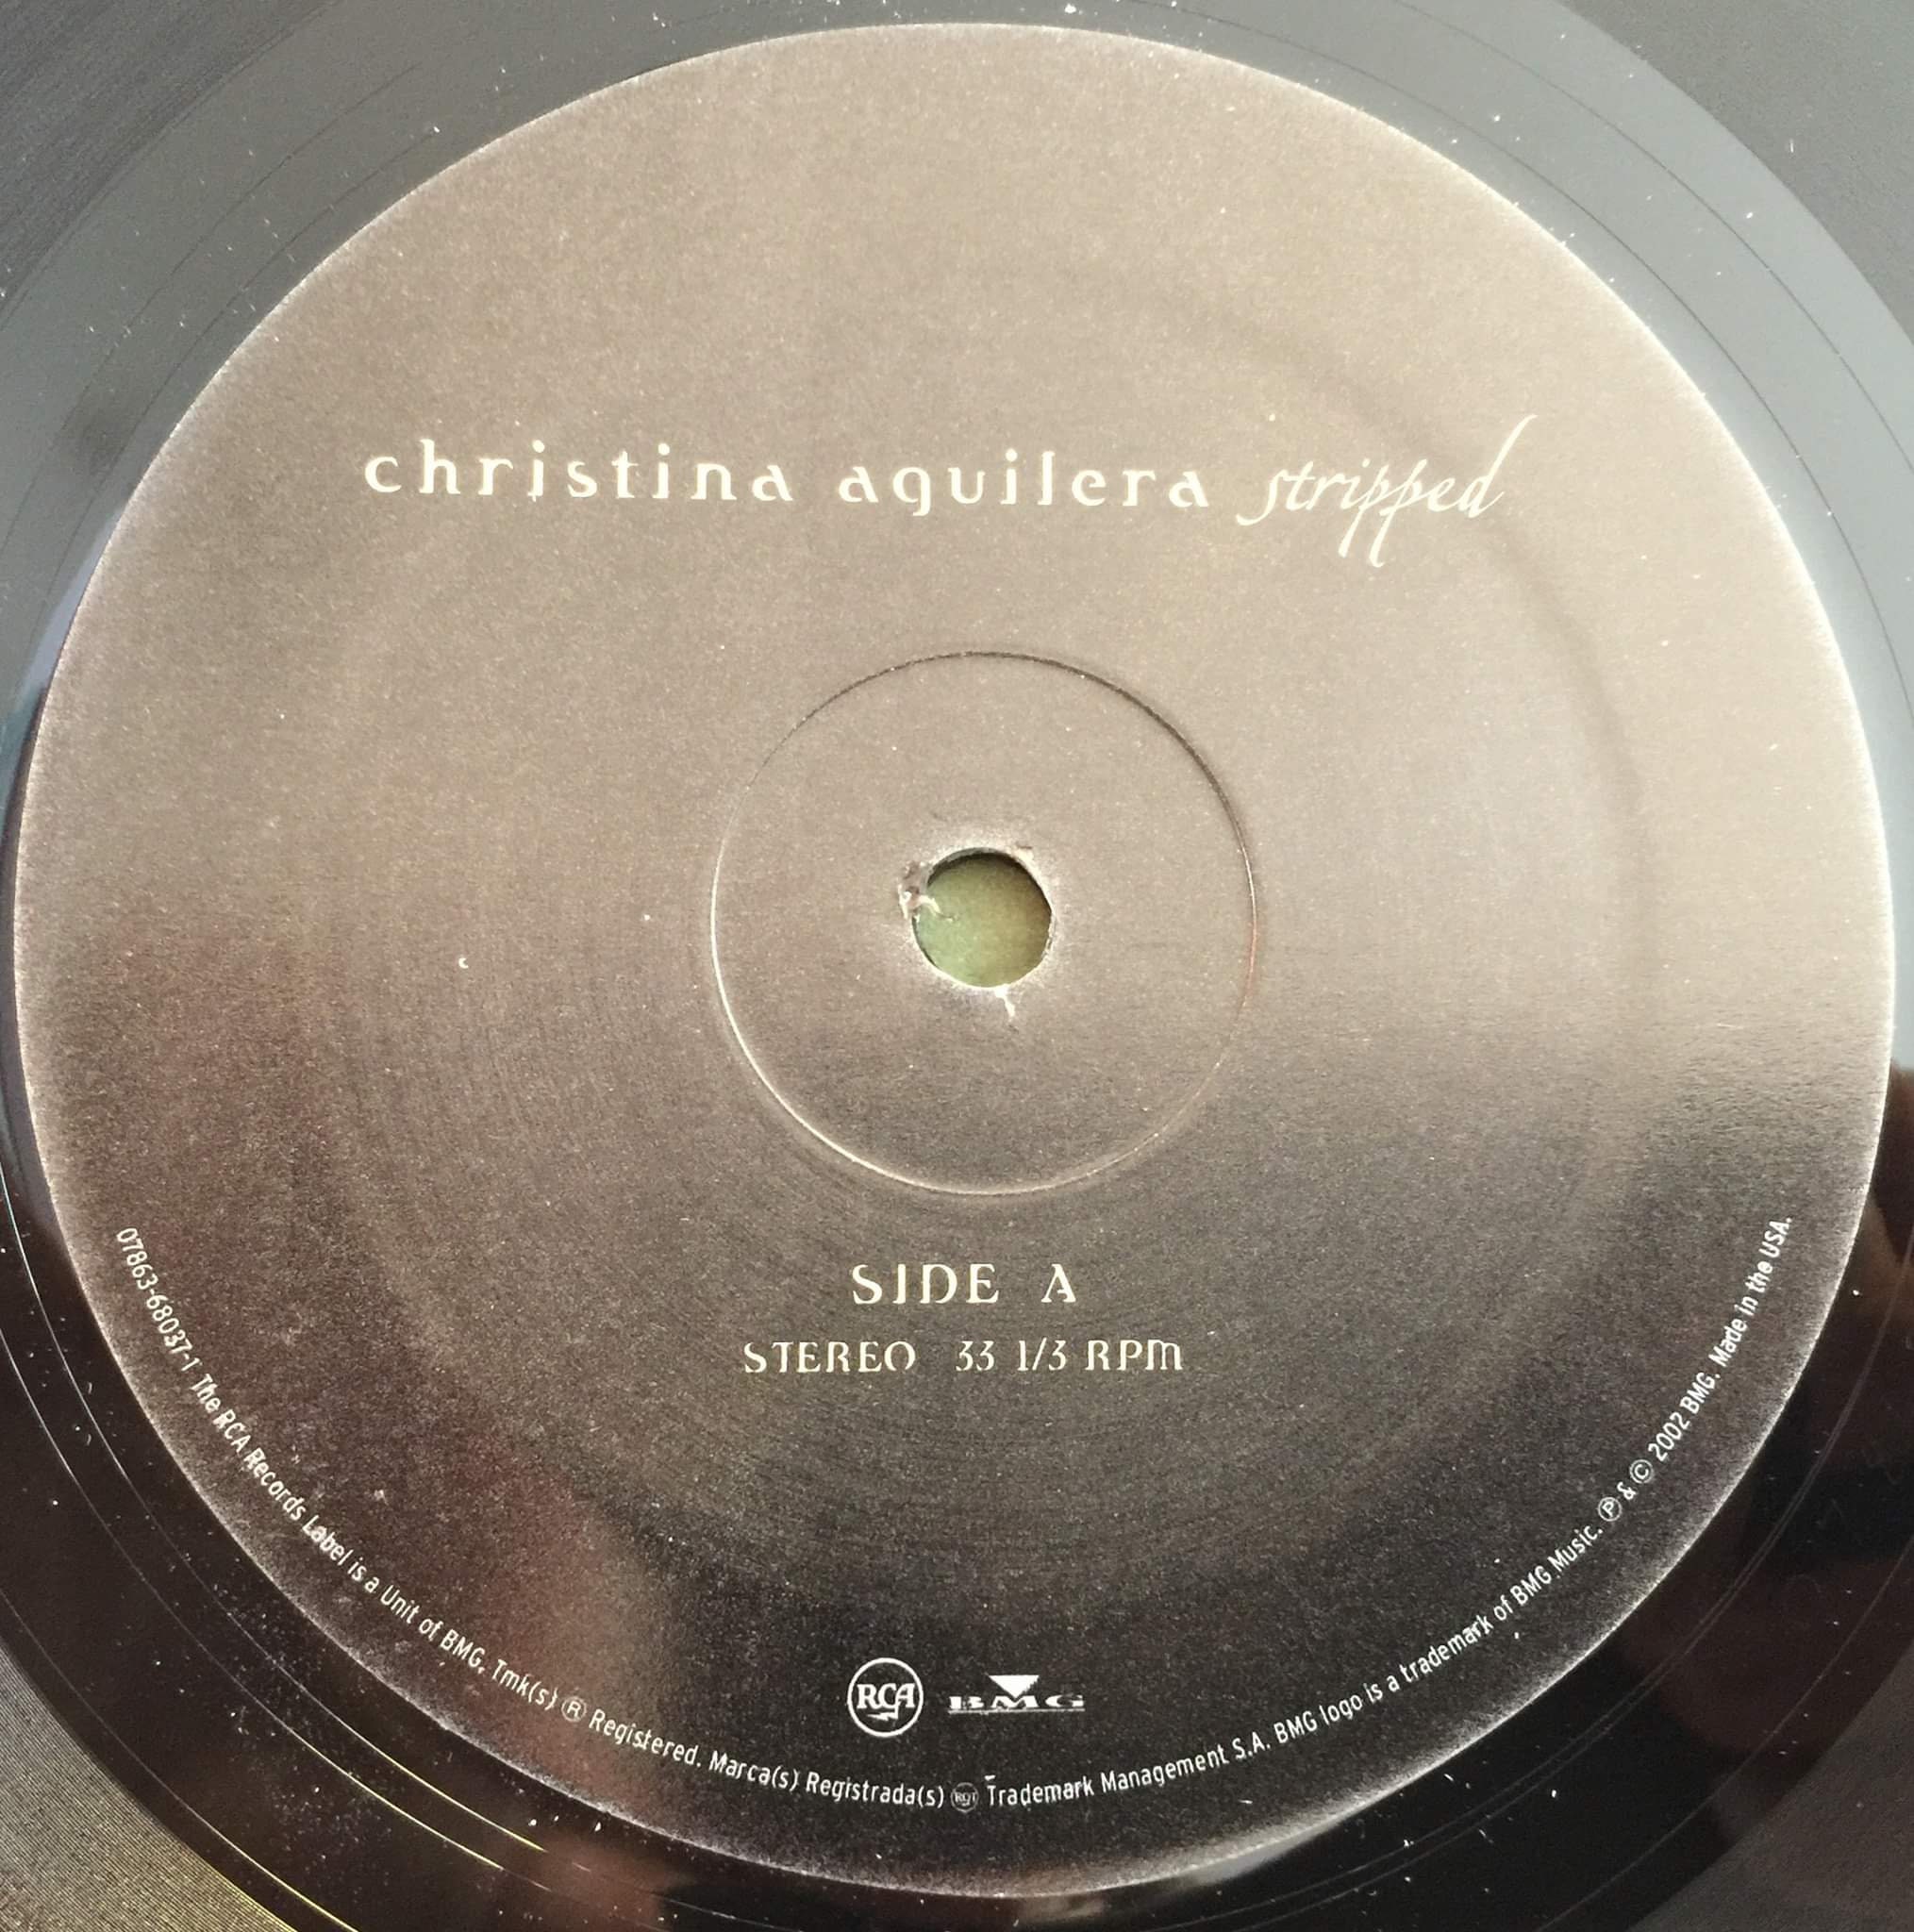 christina aguilera stripped
SIDE A
STEREO 33 1/3 RPM
RCA BMG
07863-68037-1 The RCA Records Label is a Unit of BMG, Tmk(s) ® Registered. Marca(s) Registrada(s) RCA Trademark Management S.A. BMG logo is a trademark of BMG Music. ℗ & © 2002 BMG. Made in the USA.